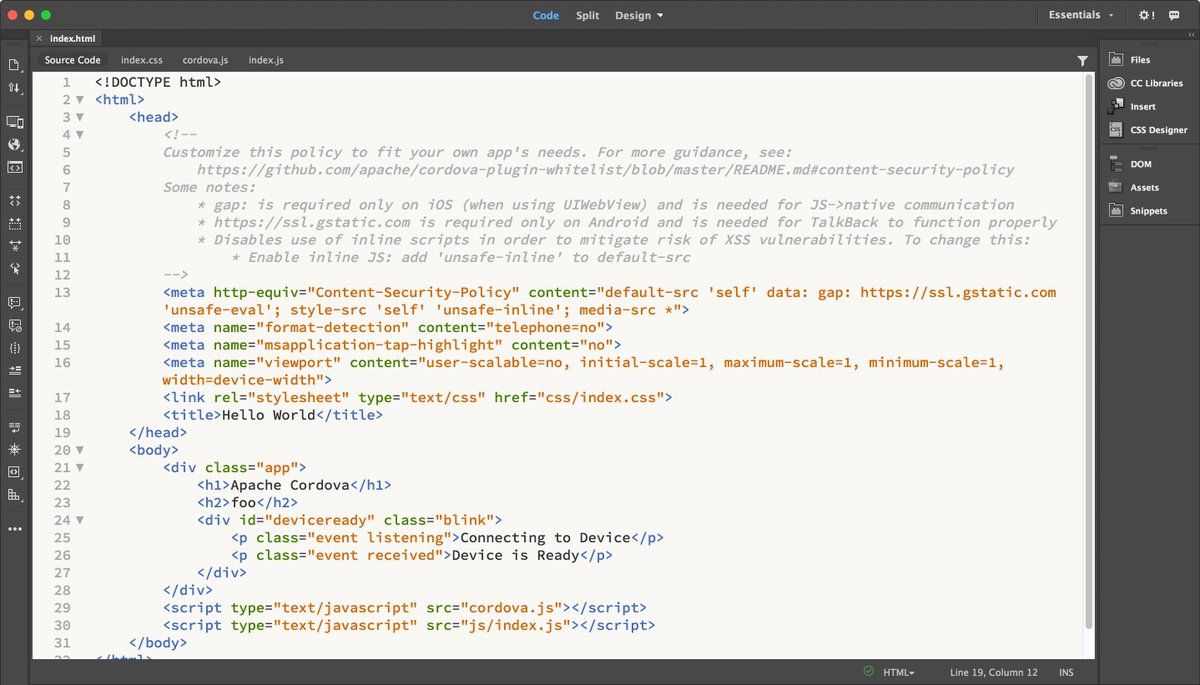 Code Split Design
Essentials
index.html
Source Code index.css cordova.js index.js
1 <!DOCTYPE html>
2 <html>
3 <head>
4 <!--
5 Customize this policy to fit your own app's needs. For more guidance, see:
6 https://github.com/apache/cordova-plugin-whitelist/blob/master/README.md#content-security-policy
7 Some notes:
8 * gap: is required only on iOS (when using UIWebView) and is needed for JS->native communication
9 * https://ssl.gstatic.com is required only on Android and is needed for TalkBack to function properly
10 * Disables use of inline scripts in order to mitigate risk of XSS vulnerabilities. To change this:
11 * Enable inline JS: add 'unsafe-inline' to default-src
12 -->
13 <meta http-equiv="Content-Security-Policy" content="default-src 'self' data: gap: https://ssl.gstatic.com
'unsafe-eval'; style-src 'self' 'unsafe-inline'; media-src *">
14 <meta name="format-detection" content="telephone=no">
15 <meta name="msapplication-tap-highlight" content="no">
16 <meta name="viewport" content="user-scalable=no, initial-scale=1, maximum-scale=1, minimum-scale=1,
width=device-width">
17 <link rel="stylesheet" type="text/css" href="css/index.css">
18 <title>Hello World</title>
19 </head>
20 <body>
21 <div class="app">
22 <h1>Apache Cordova</h1>
23 <h2>foo</h2>
24 <div id="deviceready" class="blink">
25 <p class="event listening">Connecting to Device</p>
26 <p class="event received">Device is Ready</p>
27 </div>
28 </div>
29 <script type="text/javascript" src="cordova.js"></script>
30 <script type="text/javascript" src="js/index.js"></script>
31 </body>
32 </html>
Files
CC Libraries
Insert
CSS Designer
DOM
Assets
Snippets
HTML Line 19, Column 12 INS